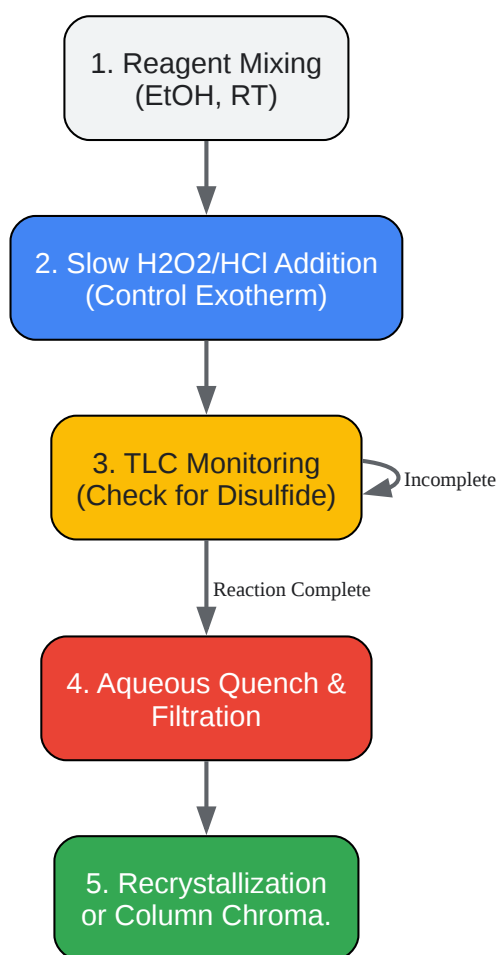 1. Reagent Mixing
(EtOH, RT)
2. Slow H2O2/HCl Addition
(Control Exotherm)
3. TLC Monitoring
(Check for Disulfide)
Incomplete
Reaction Complete
4. Aqueous Quench &
Filtration
5. Recrystallization
or Column Chroma.